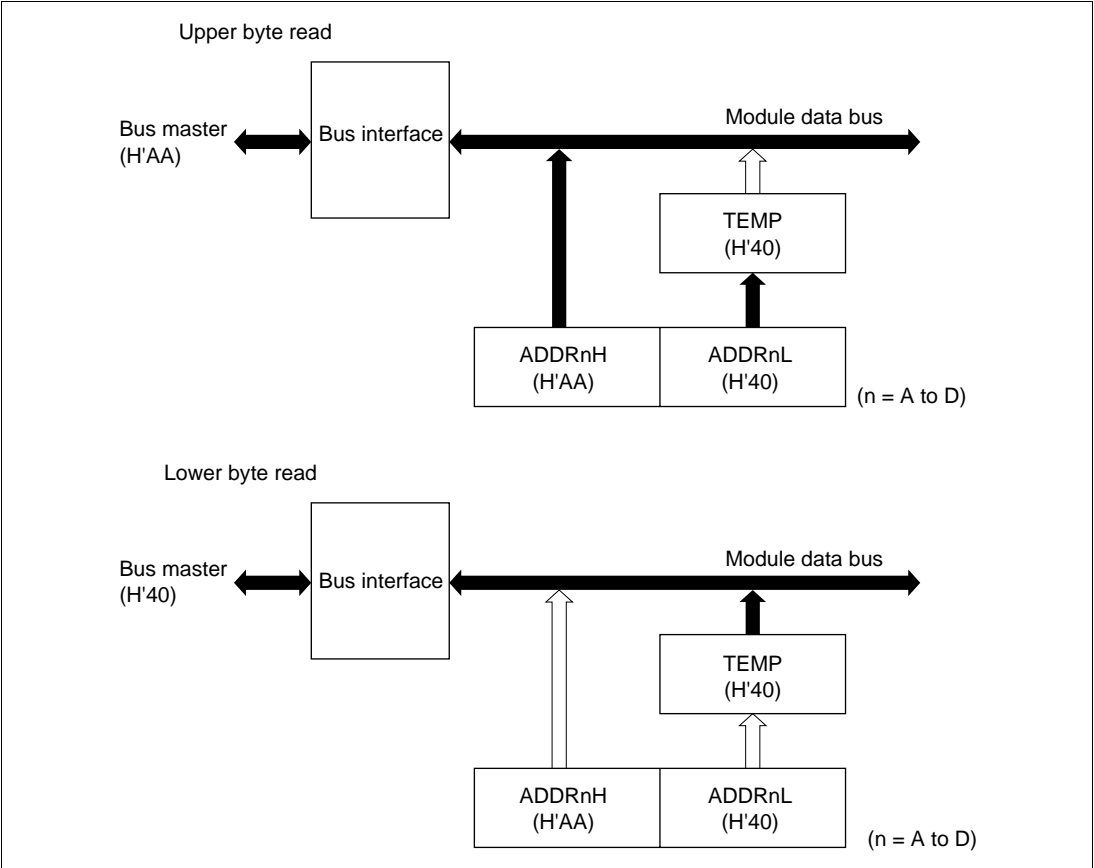 Upper byte read
Module data bus
Bus master
(H'AA)
Bus interface
TEMP
(H'40)
ADDRnH
(H'AA)
ADDRnL
(H'40)
(n = A to D)
Lower byte read
Module data bus
Bus master
(H'40)
Bus interface
TEMP
(H'40)
ADDRnH
(H'AA)
ADDRnL
(H'40)
(n = A to D)